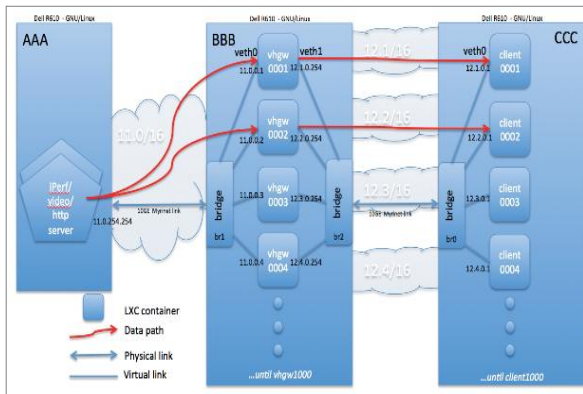 Dell R610 - GNU/Linux
AAA
iPerf/
video/
http
server
11.0/16
11.0.254.254
10GE Myrinet link
Dell R610 - GNU/Linux
BBB
veth0
veth1
vhgw
0001
11.0.0.1
12.1.0.254
vhgw
0002
11.0.0.2
12.2.0.254
vhgw
0003
11.0.0.3
12.3.0.254
vhgw
0004
11.0.0.4
12.4.0.254
bridge
br1
bridge
br2
...until vhgw1000
12.1/16
12.2/16
12.3/16
10GE Myrinet link
12.4/16
Dell R610 - GNU/Linux
CCC
veth0
client
0001
12.1.0.1
client
0002
12.2.0.1
client
0003
12.3.0.1
client
0004
12.4.0.1
bridge
br0
...until client1000
LXC container
Data path
Physical link
Virtual link